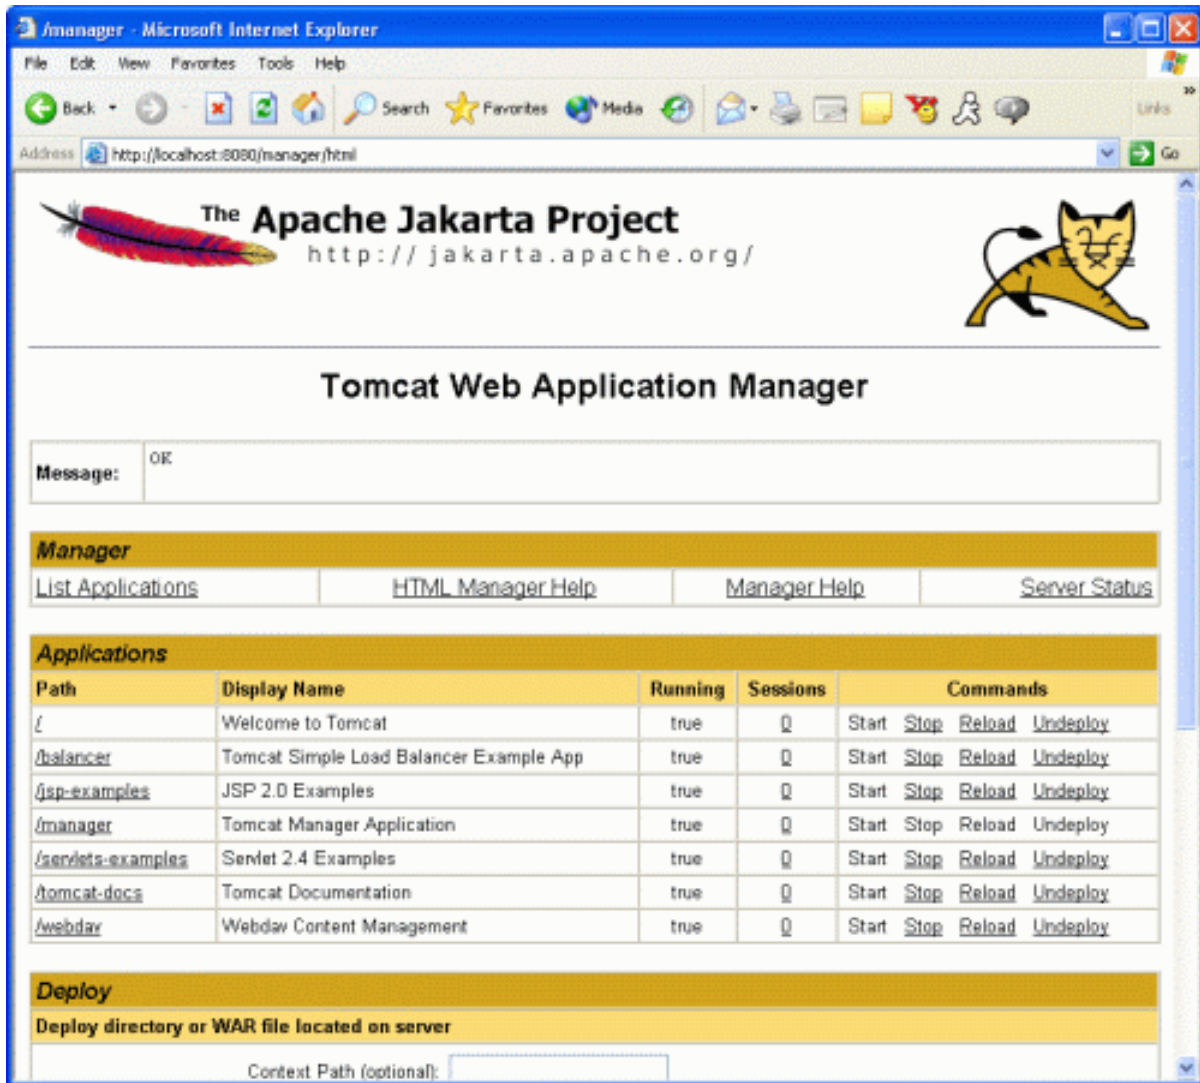 /manager - Microsoft Internet Explorer
File Edit View Favorites Tools Help
Back Search Favorites Media Links
Address http://localhost:8080/manager/html Go
The Apache Jakarta Project
http://jakarta.apache.org/
Tomcat Web Application Manager
Message: OK
Manager
List Applications HTML Manager Help Manager Help Server Status
Applications
Path Display Name Running Sessions Commands
/ Welcome to Tomcat true 0 Start Stop Reload Undeploy
/balancer Tomcat Simple Load Balancer Example App true 0 Start Stop Reload Undeploy
/jsp-examples JSP 2.0 Examples true 0 Start Stop Reload Undeploy
/manager Tomcat Manager Application true 0 Start Stop Reload Undeploy
/servlets-examples Servlet 2.4 Examples true 0 Start Stop Reload Undeploy
/tomcat-docs Tomcat Documentation true 0 Start Stop Reload Undeploy
/webdav Webdav Content Management true 0 Start Stop Reload Undeploy
Deploy
Deploy directory or WAR file located on server
Context Path (optional):